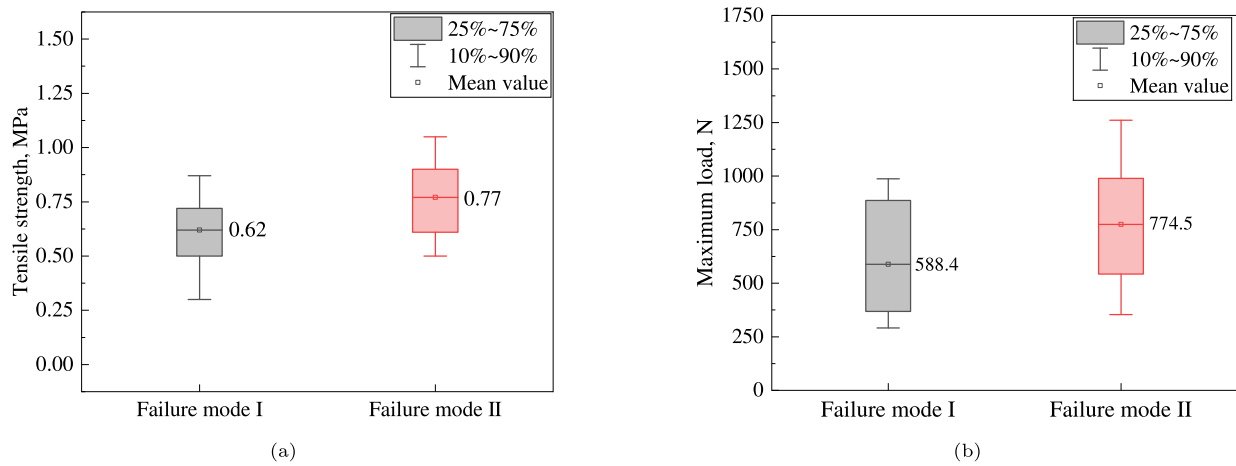 25%~75%
10%~90%
Mean value
1.50
1.25
1.00
0.75
0.50
0.25
0.00
Tensile strength, MPa
0.62
0.77
Failure mode I
Failure mode II
(a)
25%~75%
10%~90%
Mean value
1750
1500
1250
1000
750
500
250
0
Maximum load, N
588.4
774.5
Failure mode I
Failure mode II
(b)